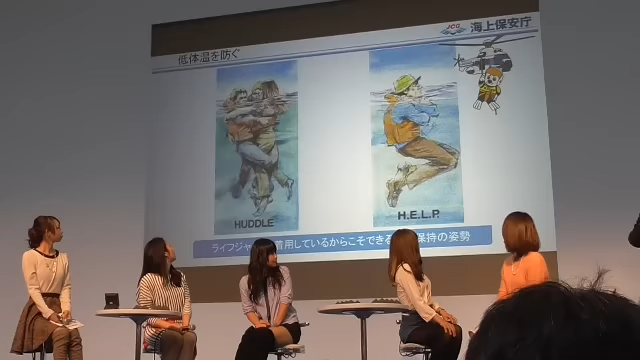 JCG 海上保安庁
低体温を防ぐ
HUDDLE
H.E.L.P.
ライフジャ
着用しているからこそできる
保持の姿勢